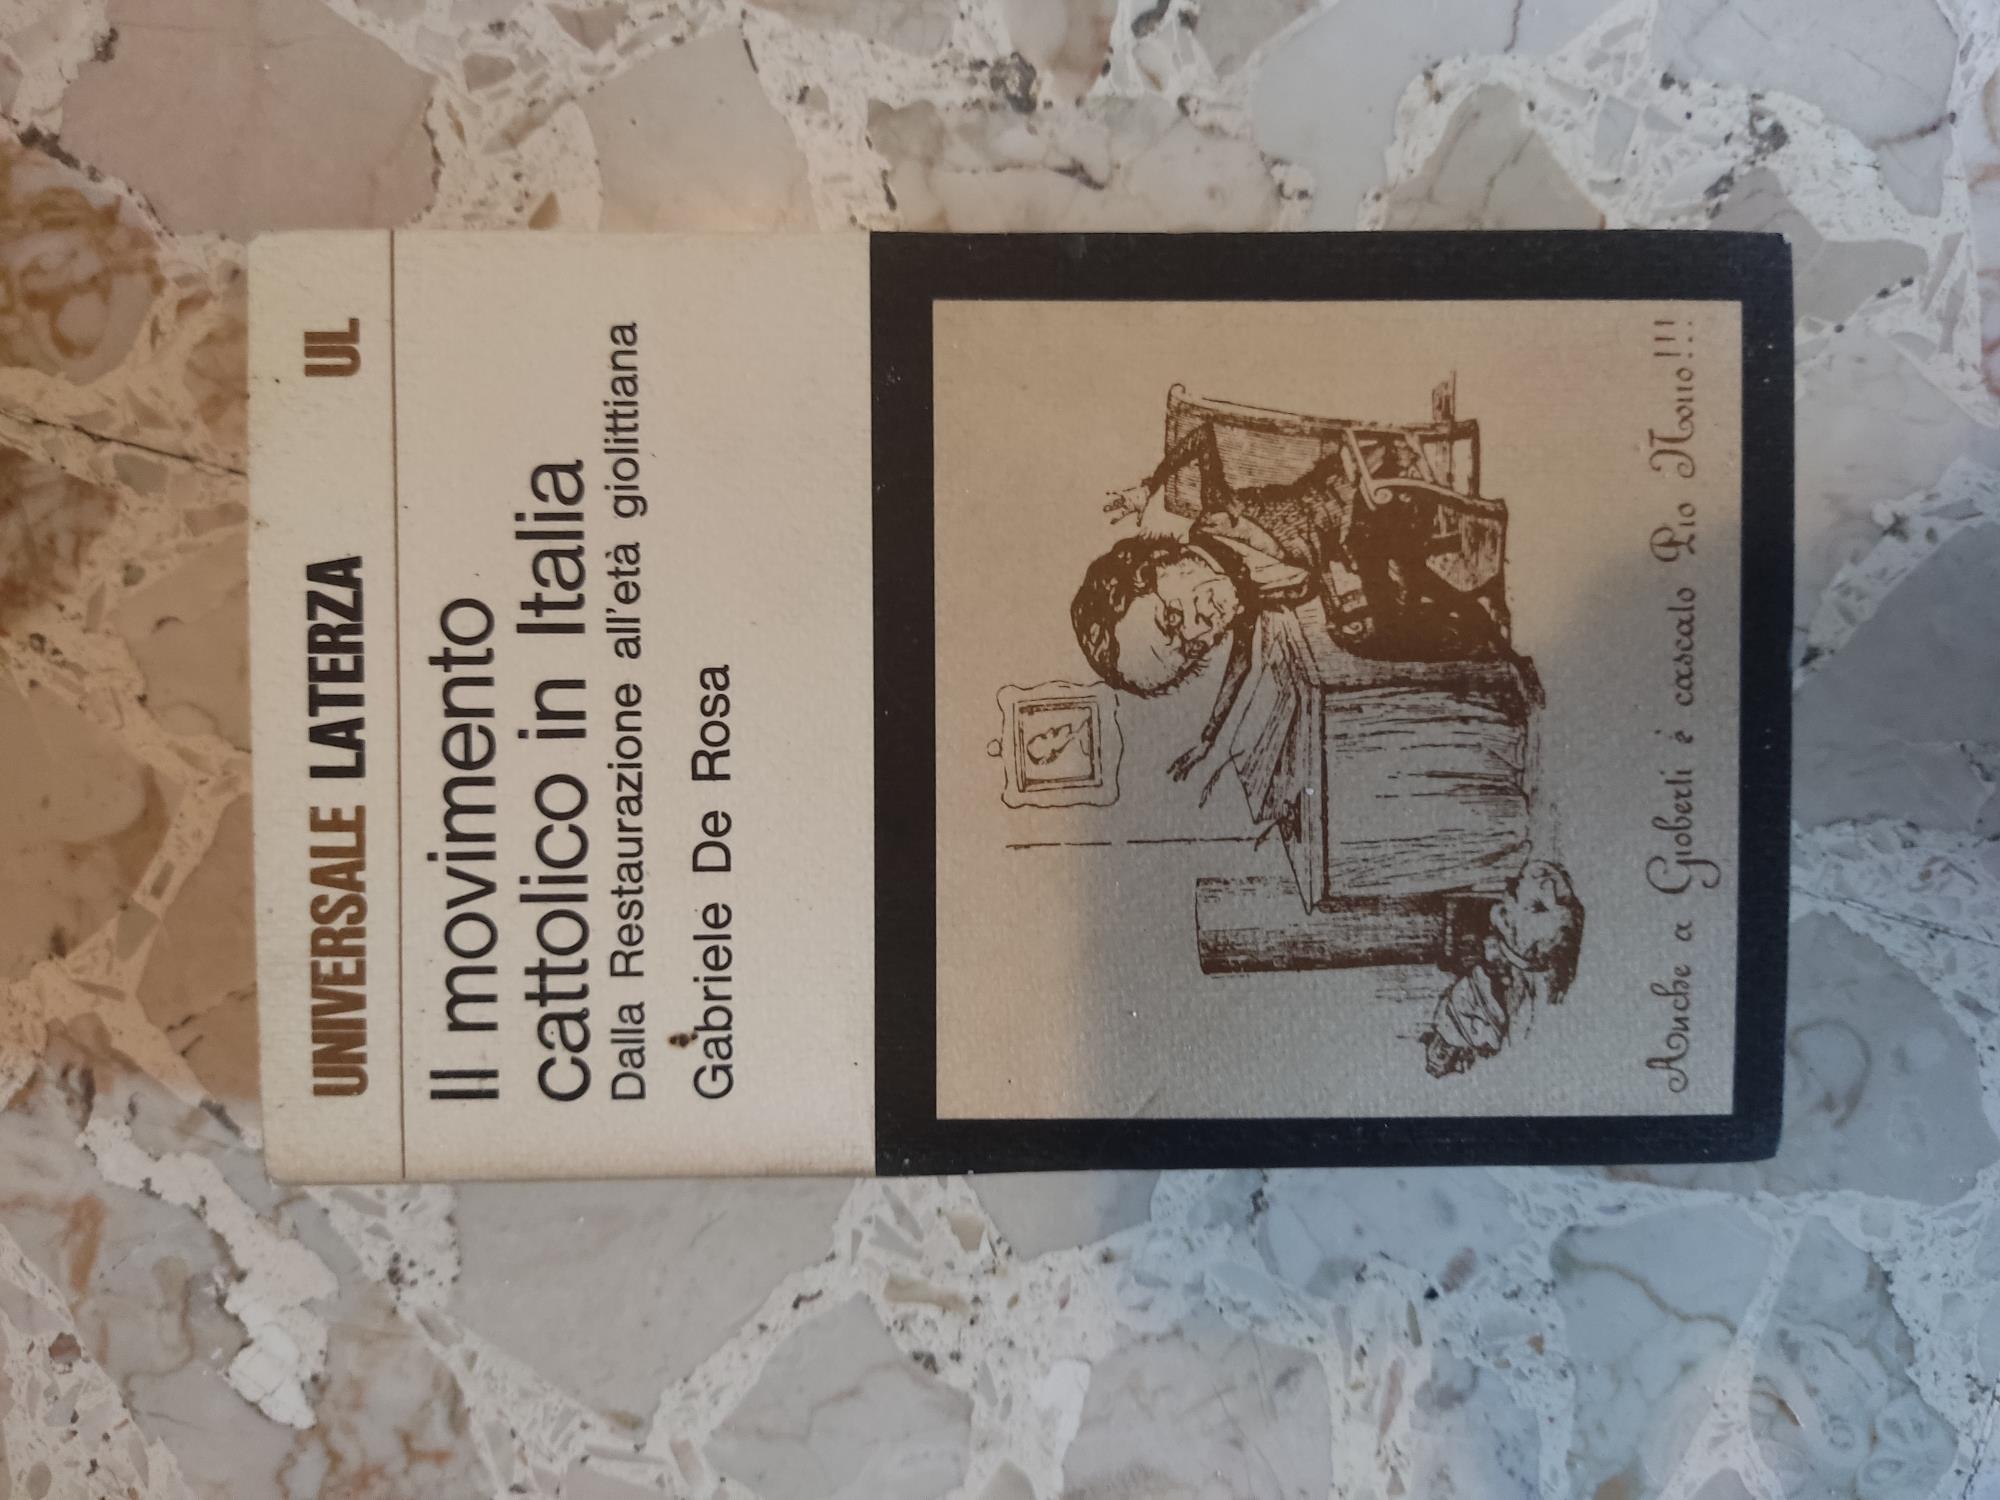 UNIVERSALE LATERZA UL
Il movimento
cattolico in Italia
Dalla Restaurazione all'età giolittiana
Gabriele De Rosa
Anche a Gioberti è cascato Pio Nono!!!